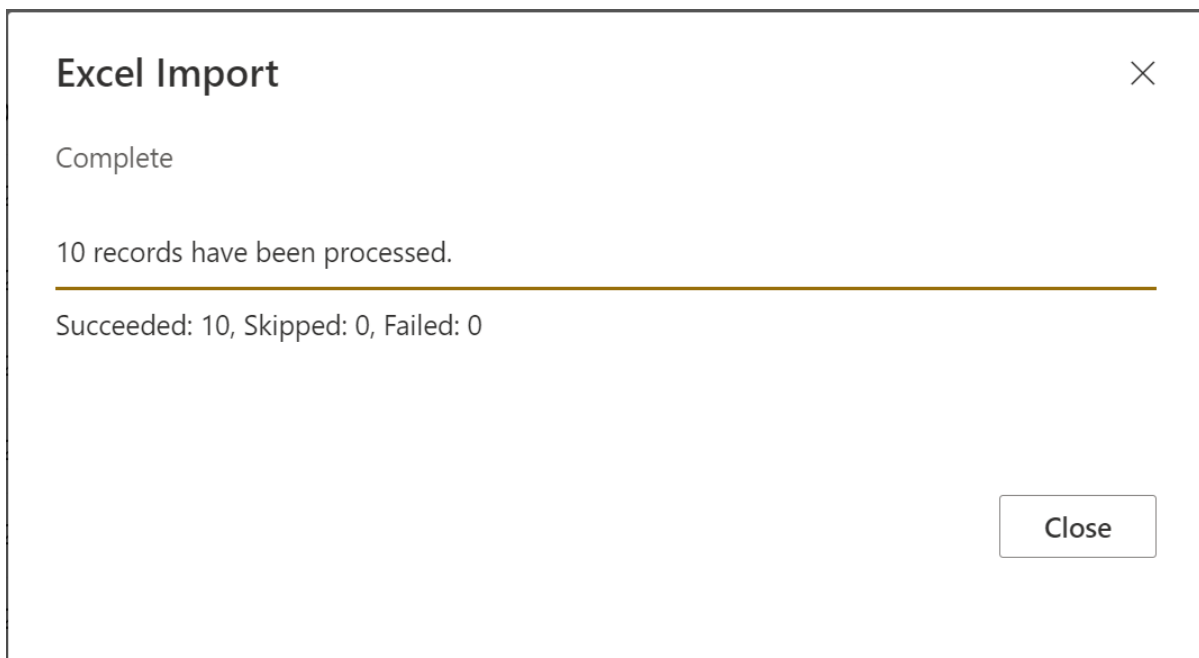 Excel Import
Complete
10 records have been processed.
Succeeded: 10, Skipped: 0, Failed: 0
Close